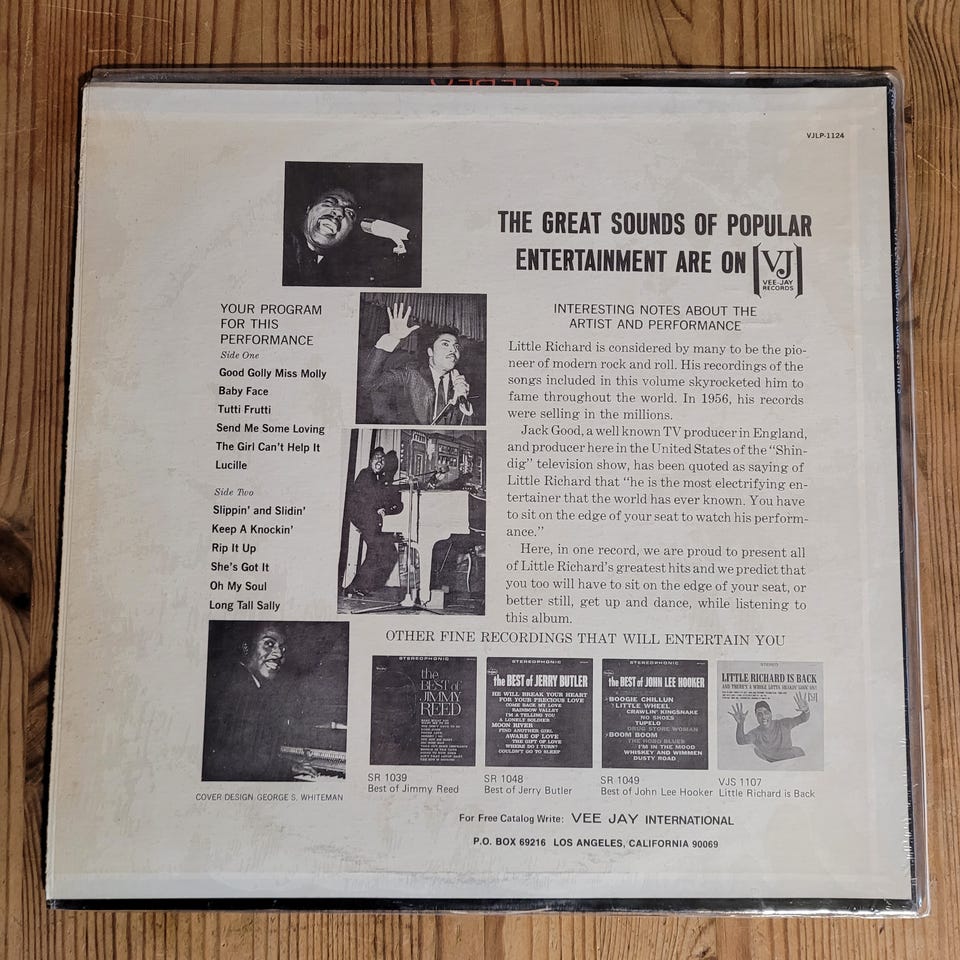 STEREO
VJLP-1124
THE GREAT SOUNDS OF POPULAR
ENTERTAINMENT ARE ON VJ
VEE-JAY
RECORDS
YOUR PROGRAM
FOR THIS
PERFORMANCE
Side One
Good Golly Miss Molly
Baby Face
Tutti Frutti
Send Me Some Loving
The Girl Can't Help It
Lucille
Side Two
Slippin' and Slidin'
Keep A Knockin'
Rip It Up
She's Got It
Oh My Soul
Long Tall Sally
INTERESTING NOTES ABOUT THE
ARTIST AND PERFORMANCE
Little Richard is considered by many to be the pio-
neer of modern rock and roll. His recordings of the
songs included in this volume skyrocketed him to
fame throughout the world. In 1956, his records
were selling in the millions.
Jack Good, a well known TV producer in England,
and producer here in the United States of the "Shin-
dig" television show, has been quoted as saying of
Little Richard that "he is the most electrifying en-
tertainer that the world has ever known. You have
to sit on the edge of your seat to watch his perform-
ance."
Here, in one record, we are proud to present all
of Little Richard's greatest hits and we predict that
you too will have to sit on the edge of your seat, or
better still, get up and dance, while listening to
this album.
OTHER FINE RECORDINGS THAT WILL ENTERTAIN YOU
STEREOPHONIC
the
BEST of
JIMMY
REED
STEREOPHONIC
the BEST of JERRY BUTLER
HE WILL BREAK YOUR HEART
FOR YOUR PRECIOUS LOVE
COME BACK MY LOVE
RAINBOW VALLEY
I'M A TELLING YOU
A LONELY SOLDIER
MOON RIVER
FIND ANOTHER GIRL
AWARE OF LOVE
THE GIFT OF LOVE
WHERE DO I TURN?
COULDN'T GO TO SLEEP
STEREOPHONIC
the BEST of JOHN LEE HOOKER
BOOGIE CHILLUN
LITTLE WHEEL
CRAWLIN' KINGSNAKE
NO SHOES
TUPELO
DRUG STORE WOMAN
BOOM BOOM
THE HOBO BLUES
I'M IN THE MOOD
WHISKEY AND WIMMEN
DUSTY ROAD
STEREO
LITTLE RICHARD IS BACK
AND THERE'S A WHOLE LOTTA SHAKIN' GOIN' ON!
SR 1039
Best of Jimmy Reed
SR 1048
Best of Jerry Butler
SR 1049
Best of John Lee Hooker
VJS 1107
Little Richard is Back
COVER DESIGN: GEORGE S. WHITEMAN
For Free Catalog Write: VEE JAY INTERNATIONAL
P.O. BOX 69216 LOS ANGELES, CALIFORNIA 90069